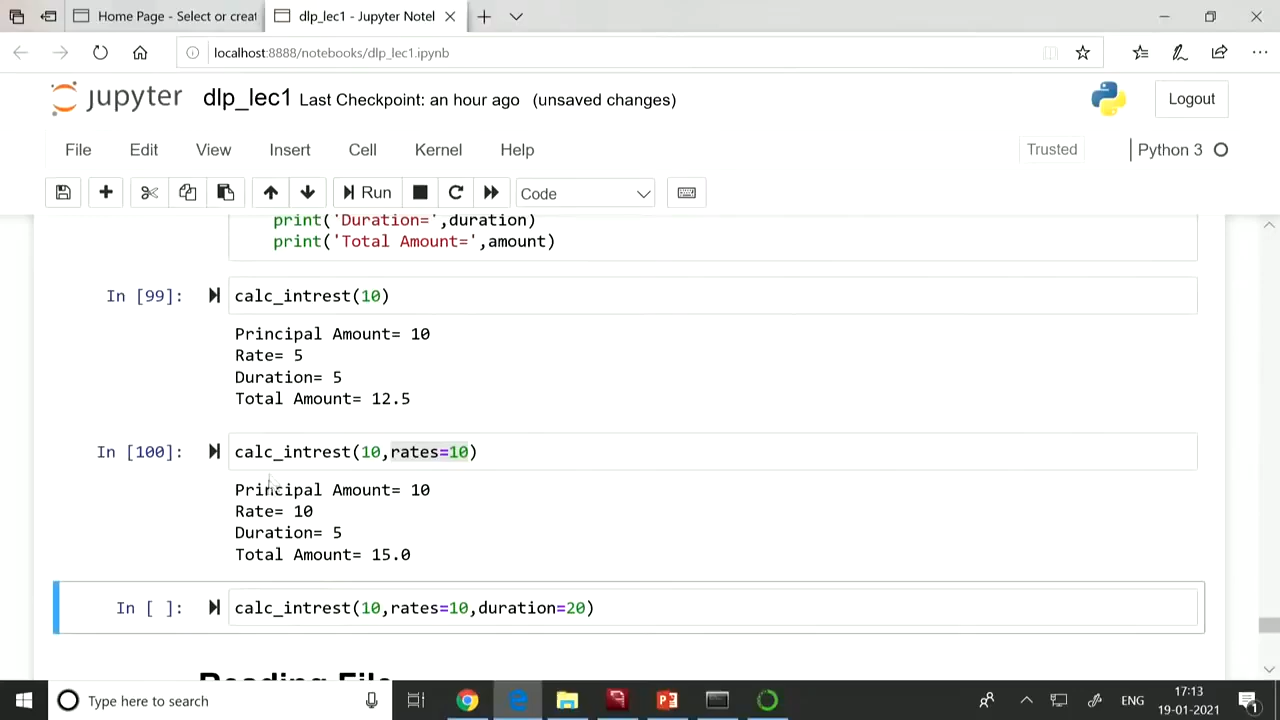 Home Page - Select or creat
dlp_lec1 - Jupyter Notel
localhost:8888/notebooks/dlp_lec1.ipynb
jupyter dlp_lec1 Last Checkpoint: an hour ago (unsaved changes)
Logout
File Edit View Insert Cell Kernel Help
Trusted
Python 3
Run
Code
print('Duration=',duration)
print('Total Amount=',amount)
In [99]: calc_intrest(10)
Principal Amount= 10
Rate= 5
Duration= 5
Total Amount= 12.5
In [100]: calc_intrest(10,rates=10)
Principal Amount= 10
Rate= 10
Duration= 5
Total Amount= 15.0
In [ ]: calc_intrest(10,rates=10,duration=20)
Reading File
Type here to search
ENG
17:13
19-01-2021
1